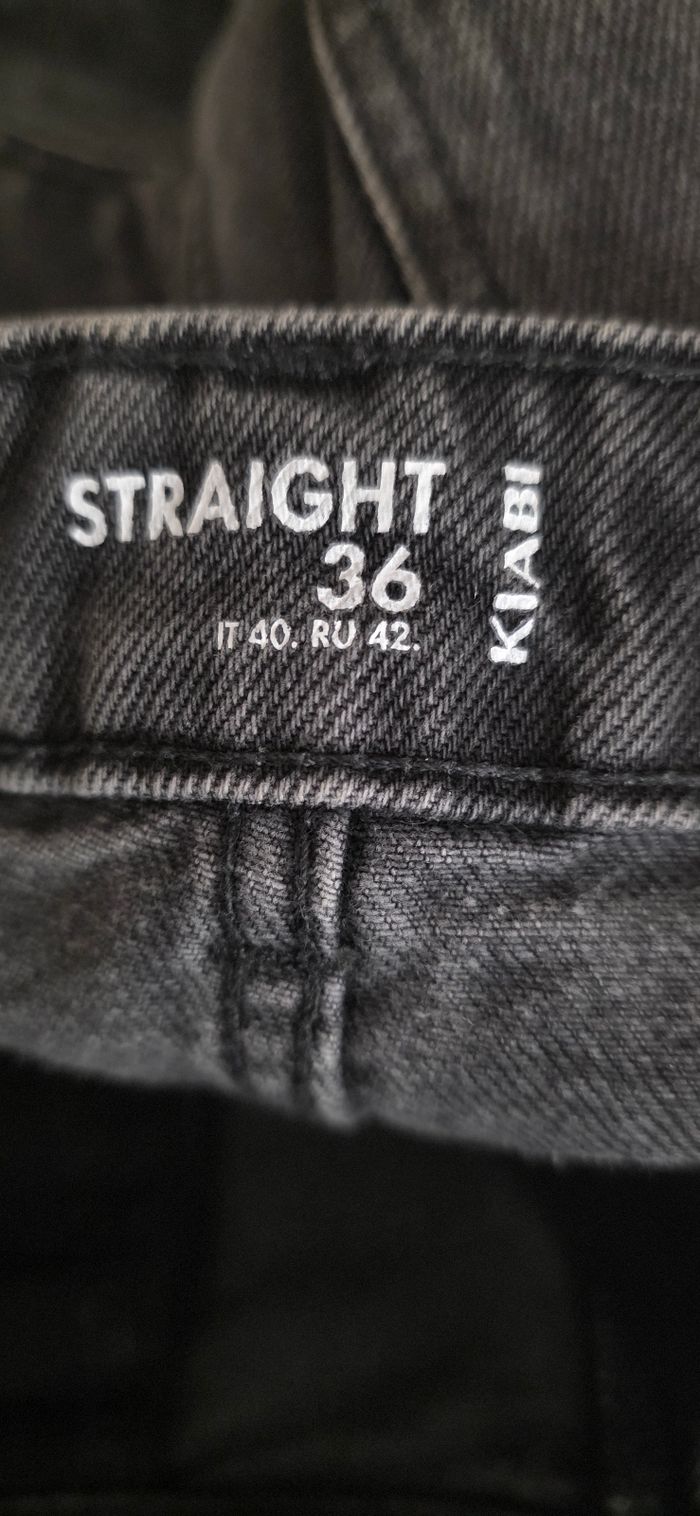 STRAIGHT
36
IT 40. RU 42.
KIABI